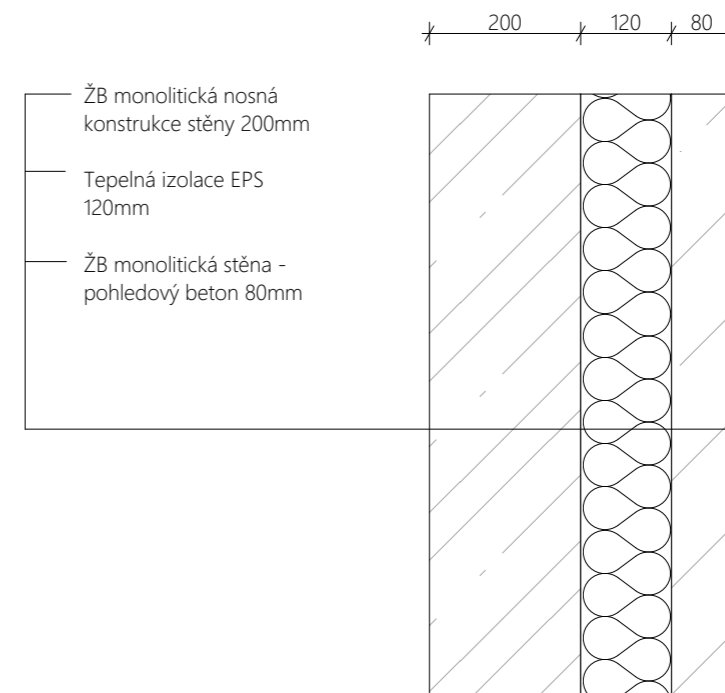 200 120 80
ŽB monolitická nosná
konstrukce stěny 200mm
Tepelná izolace EPS
120mm
ŽB monolitická stěna -
pohledový beton 80mm